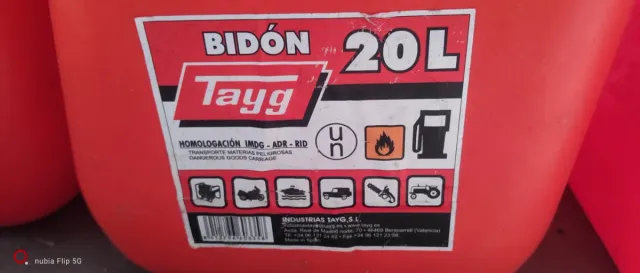 BIDÓN 20L
Tayg
HOMOLOGACIÓN IMDG - ADR - RID
TRANSPORTE MATERIAS PELIGROSAS
DANGEROUS GOODS CARRIAGE
un
INDUSTRIAS TAYG, S.L.
Made in Spain
nubia Flip 5G